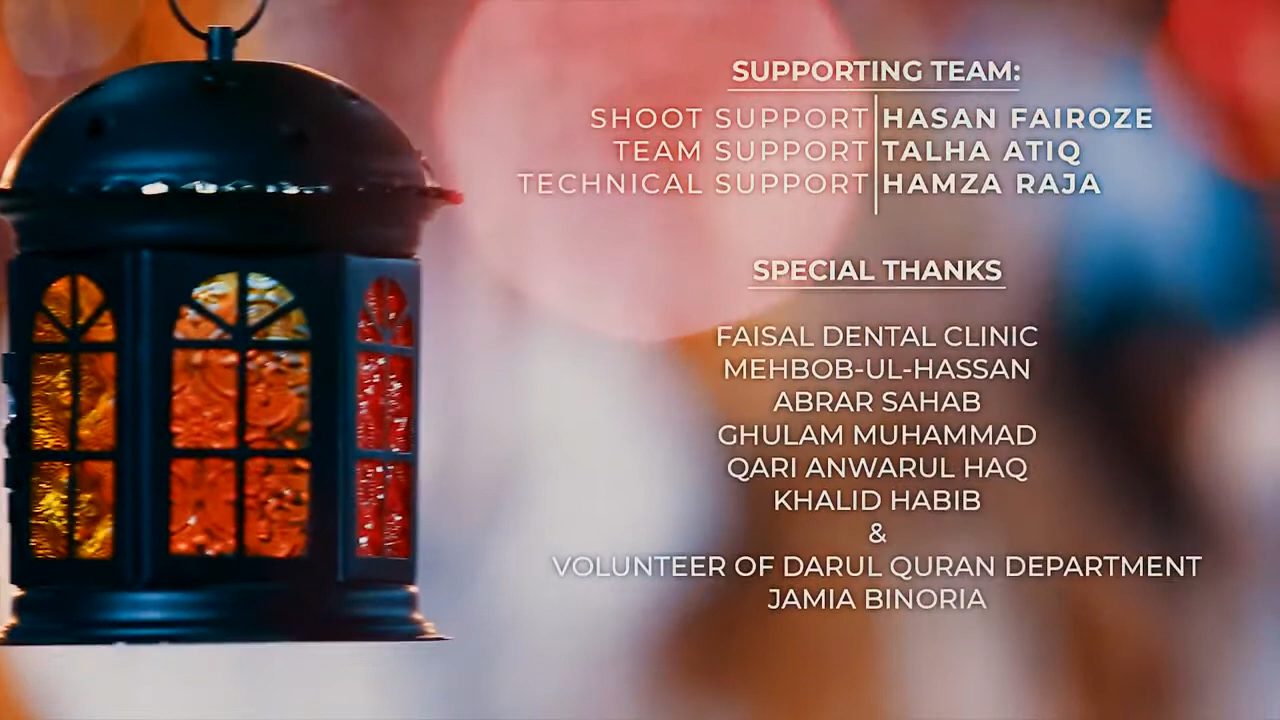 SUPPORTING TEAM:
SHOOT SUPPORT HASAN FAIROZE
TEAM SUPPORT TALHA ATIQ
TECHNICAL SUPPORT HAMZA RAJA
SPECIAL THANKS
FAISAL DENTAL CLINIC
MEHBOB-UL-HASSAN
ABRAR SAHAB
GHULAM MUHAMMAD
QARI ANWARUL HAQ
KHALID HABIB
&
VOLUNTEER OF DARUL QURAN DEPARTMENT
JAMIA BINORIA